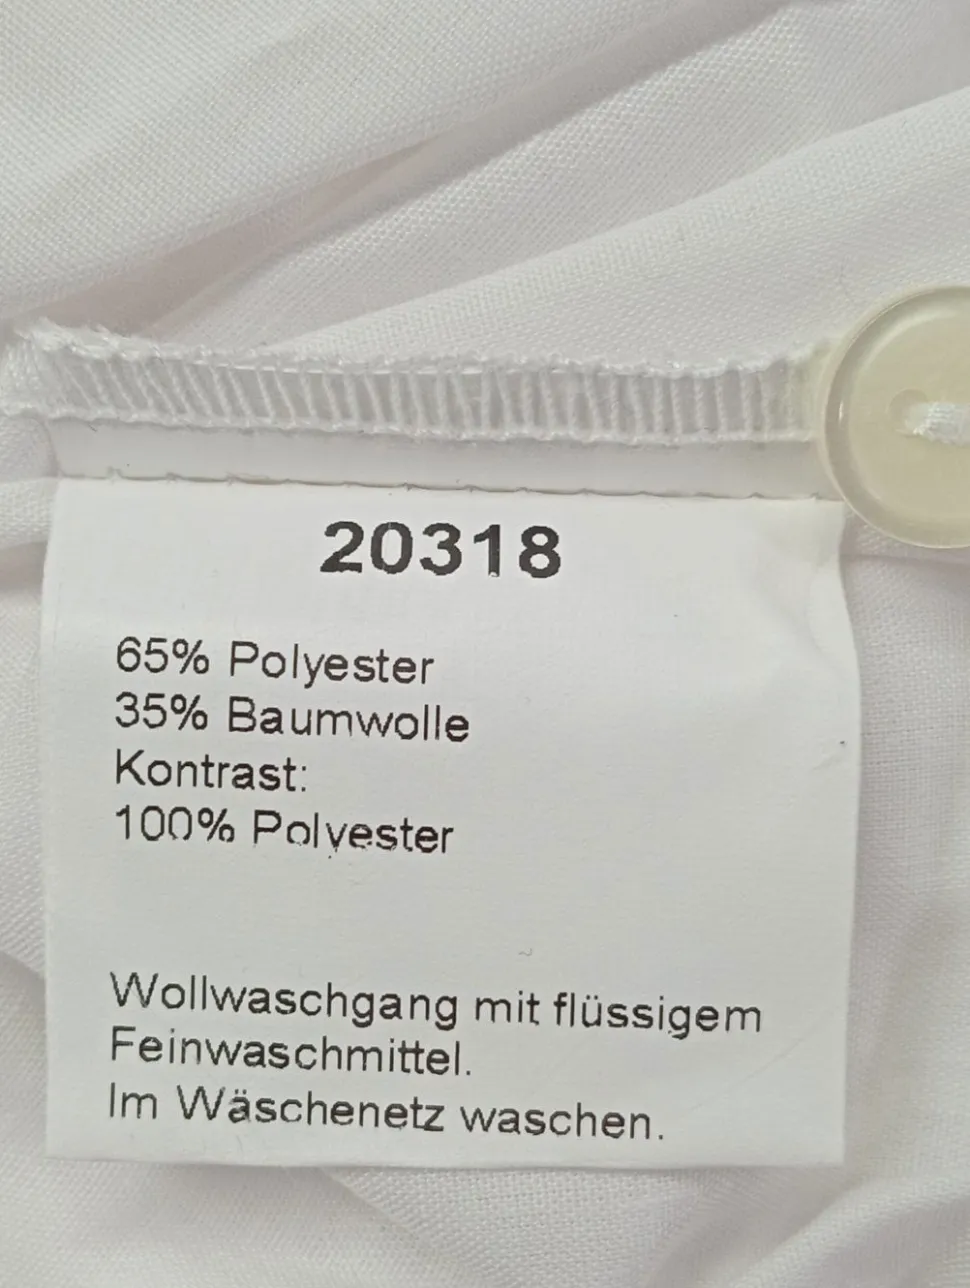 20318
65% Polyester
35% Baumwolle
Kontrast:
100% Polyester
Wollwaschgang mit flüssigem
Feinwaschmittel.
Im Wäschenetz waschen.